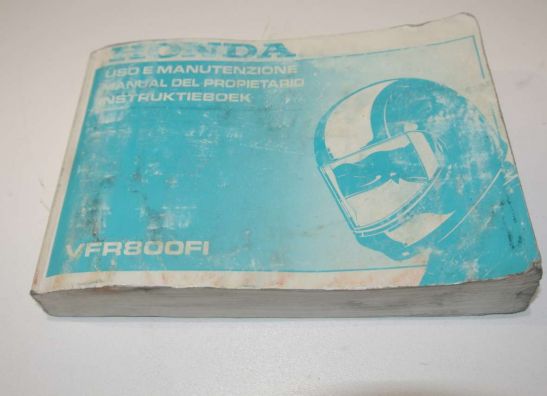 HONDA
USO E MANUTENZIONE
MANUAL DEL PROPIETARIO
INSTRUKTIEBOEK
VFR800FI